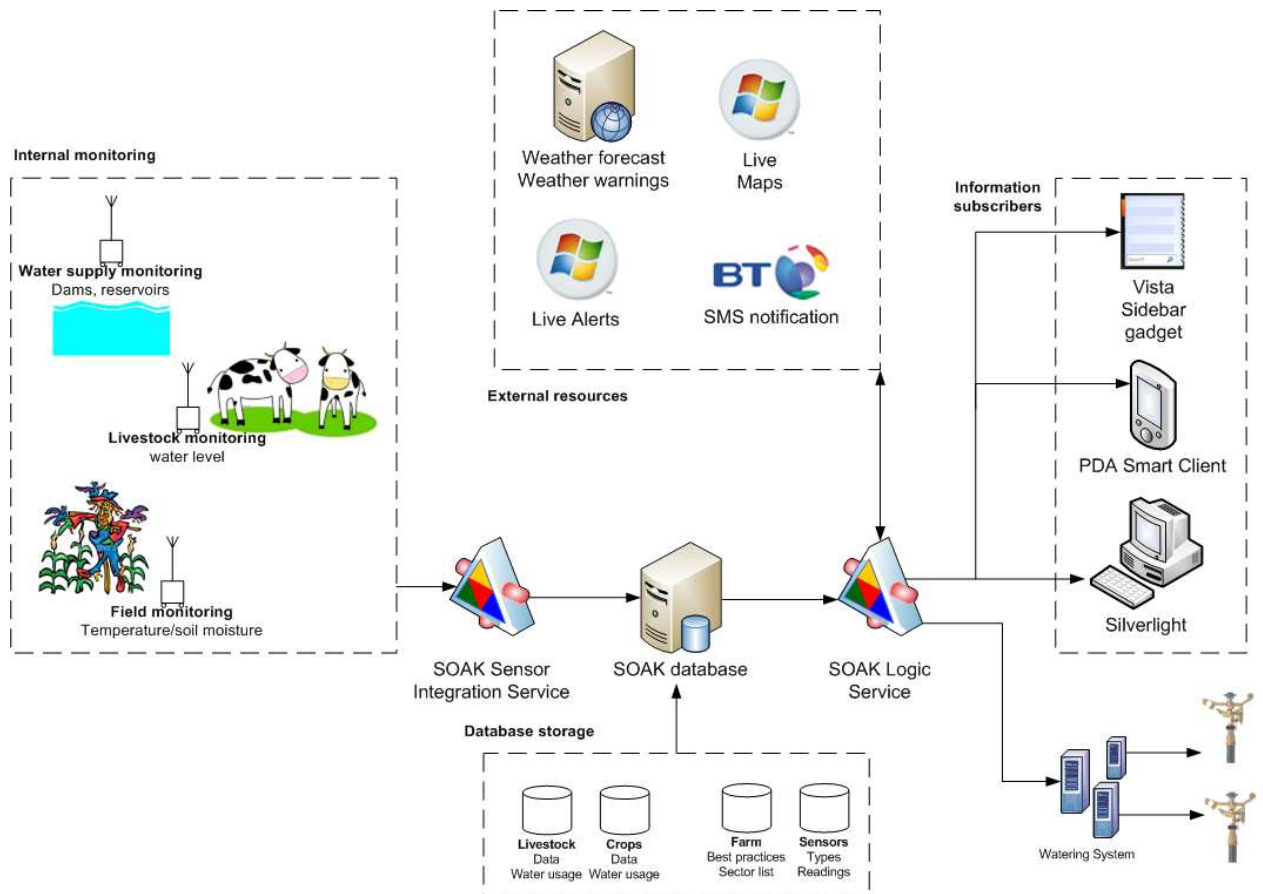 Internal monitoring
Water supply monitoring
Dams, reservoirs
Livestock monitoring
water level
Field monitoring
Temperature/soil moisture
Weather forecast
Weather warnings
Live
Maps
Live Alerts
BT
SMS notification
External resources
Information
subscribers
Search
Vista
Sidebar
gadget
PDA Smart Client
Silverlight
SOAK Sensor
Integration Service
SOAK database
SOAK Logic
Service
Database storage
Livestock
Data
Water usage
Crops
Data
Water usage
Farm
Best practices
Sector list
Sensors
Types
Readings
Watering System